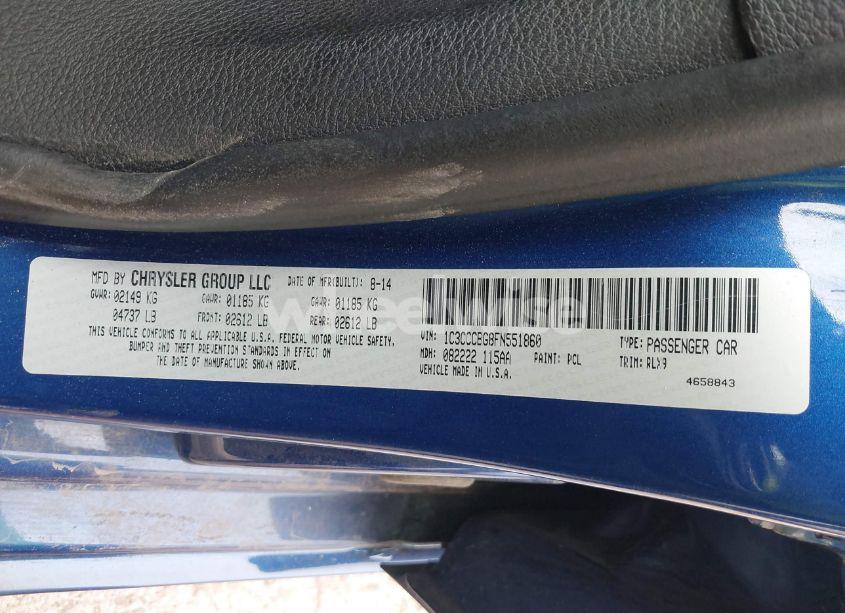 MFD BY CHRYSLER GROUP LLC DATE OF MFR(BUILT): 8-14
GVWR: 02149 KG GAWR: 01185 KG GAWR: 01185 KG
04737 LB FRONT: 02612 LB REAR: 02612 LB
THIS VEHICLE CONFORMS TO ALL APPLICABLE U.S.A. FEDERAL MOTOR VEHICLE SAFETY,
BUMPER AND THEFT PREVENTION STANDARDS IN EFFECT ON
THE DATE OF MANUFACTURE SHOWN ABOVE.
VIN: 1C3CCCBG8FN551860 TYPE: PASSENGER CAR
MDH: 082222 115AA PAINT: PCL TRIM: RLX9
VEHICLE MADE IN U.S.A.
4658843
wheelwise